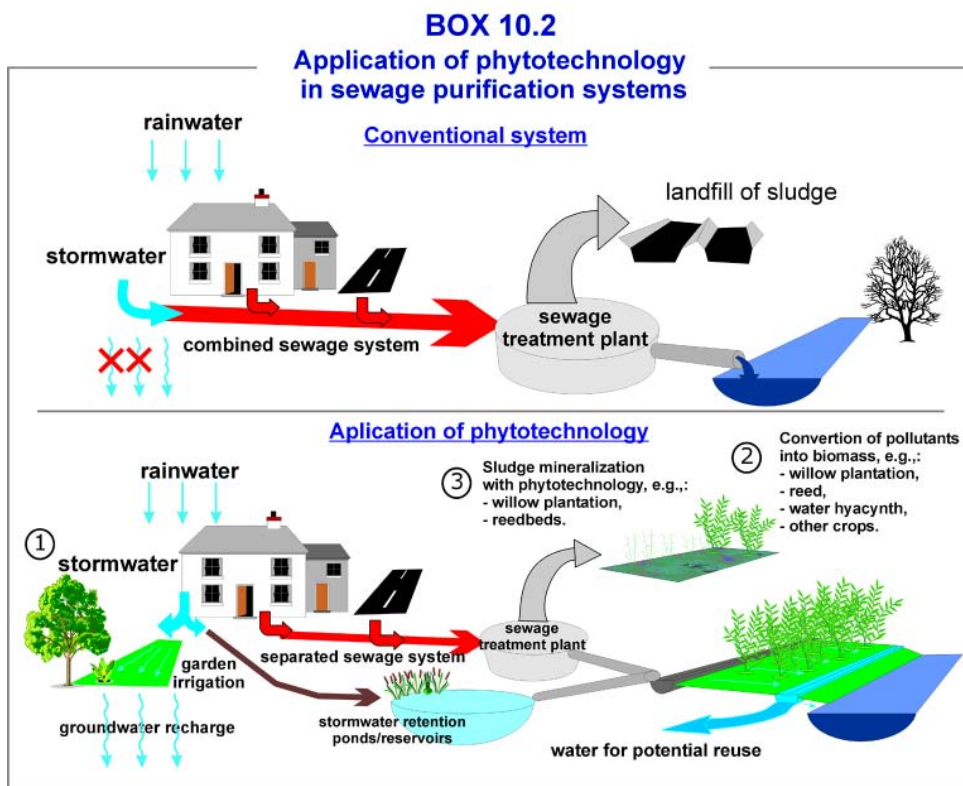 BOX 10.2
Application of phytotechnology
in sewage purification systems
Conventional system
rainwater
landfill of sludge
stormwater
sewage
treatment plant
combined sewage system
Aplication of phytotechnology
rainwater
3
Sludge mineralization
with phytotechnology, e.g.,:
- willow plantation,
- reedbeds.
2
Convertion of pollutants
into biomass, e.g.,:
- willow plantation,
- reed,
- water hyacynth,
- other crops.
1
stormwater
sewage
treatment plant
separated sewage system
garden
irrigation
groundwater recharge
stormwater retention
ponds/reservoirs
water for potential reuse